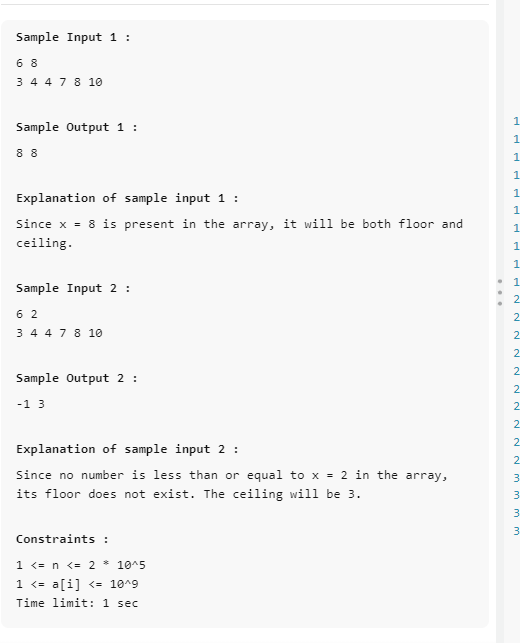 Sample Input 1 :
6 8
3 4 4 7 8 10
Sample Output 1 :
8 8
Explanation of sample input 1 :
Since x = 8 is present in the array, it will be both floor and
ceiling.
Sample Input 2 :
6 2
3 4 4 7 8 10
Sample Output 2 :
-1 3
Explanation of sample input 2 :
Since no number is less than or equal to x = 2 in the array,
its floor does not exist. The ceiling will be 3.
Constraints :
1 <= n <= 2 * 10^5
1 <= a[i] <= 10^9
Time limit: 1 sec
1
1
1
1
1
1
1
1
1
1
2
2
2
2
2
2
2
2
2
2
3
3
3
3